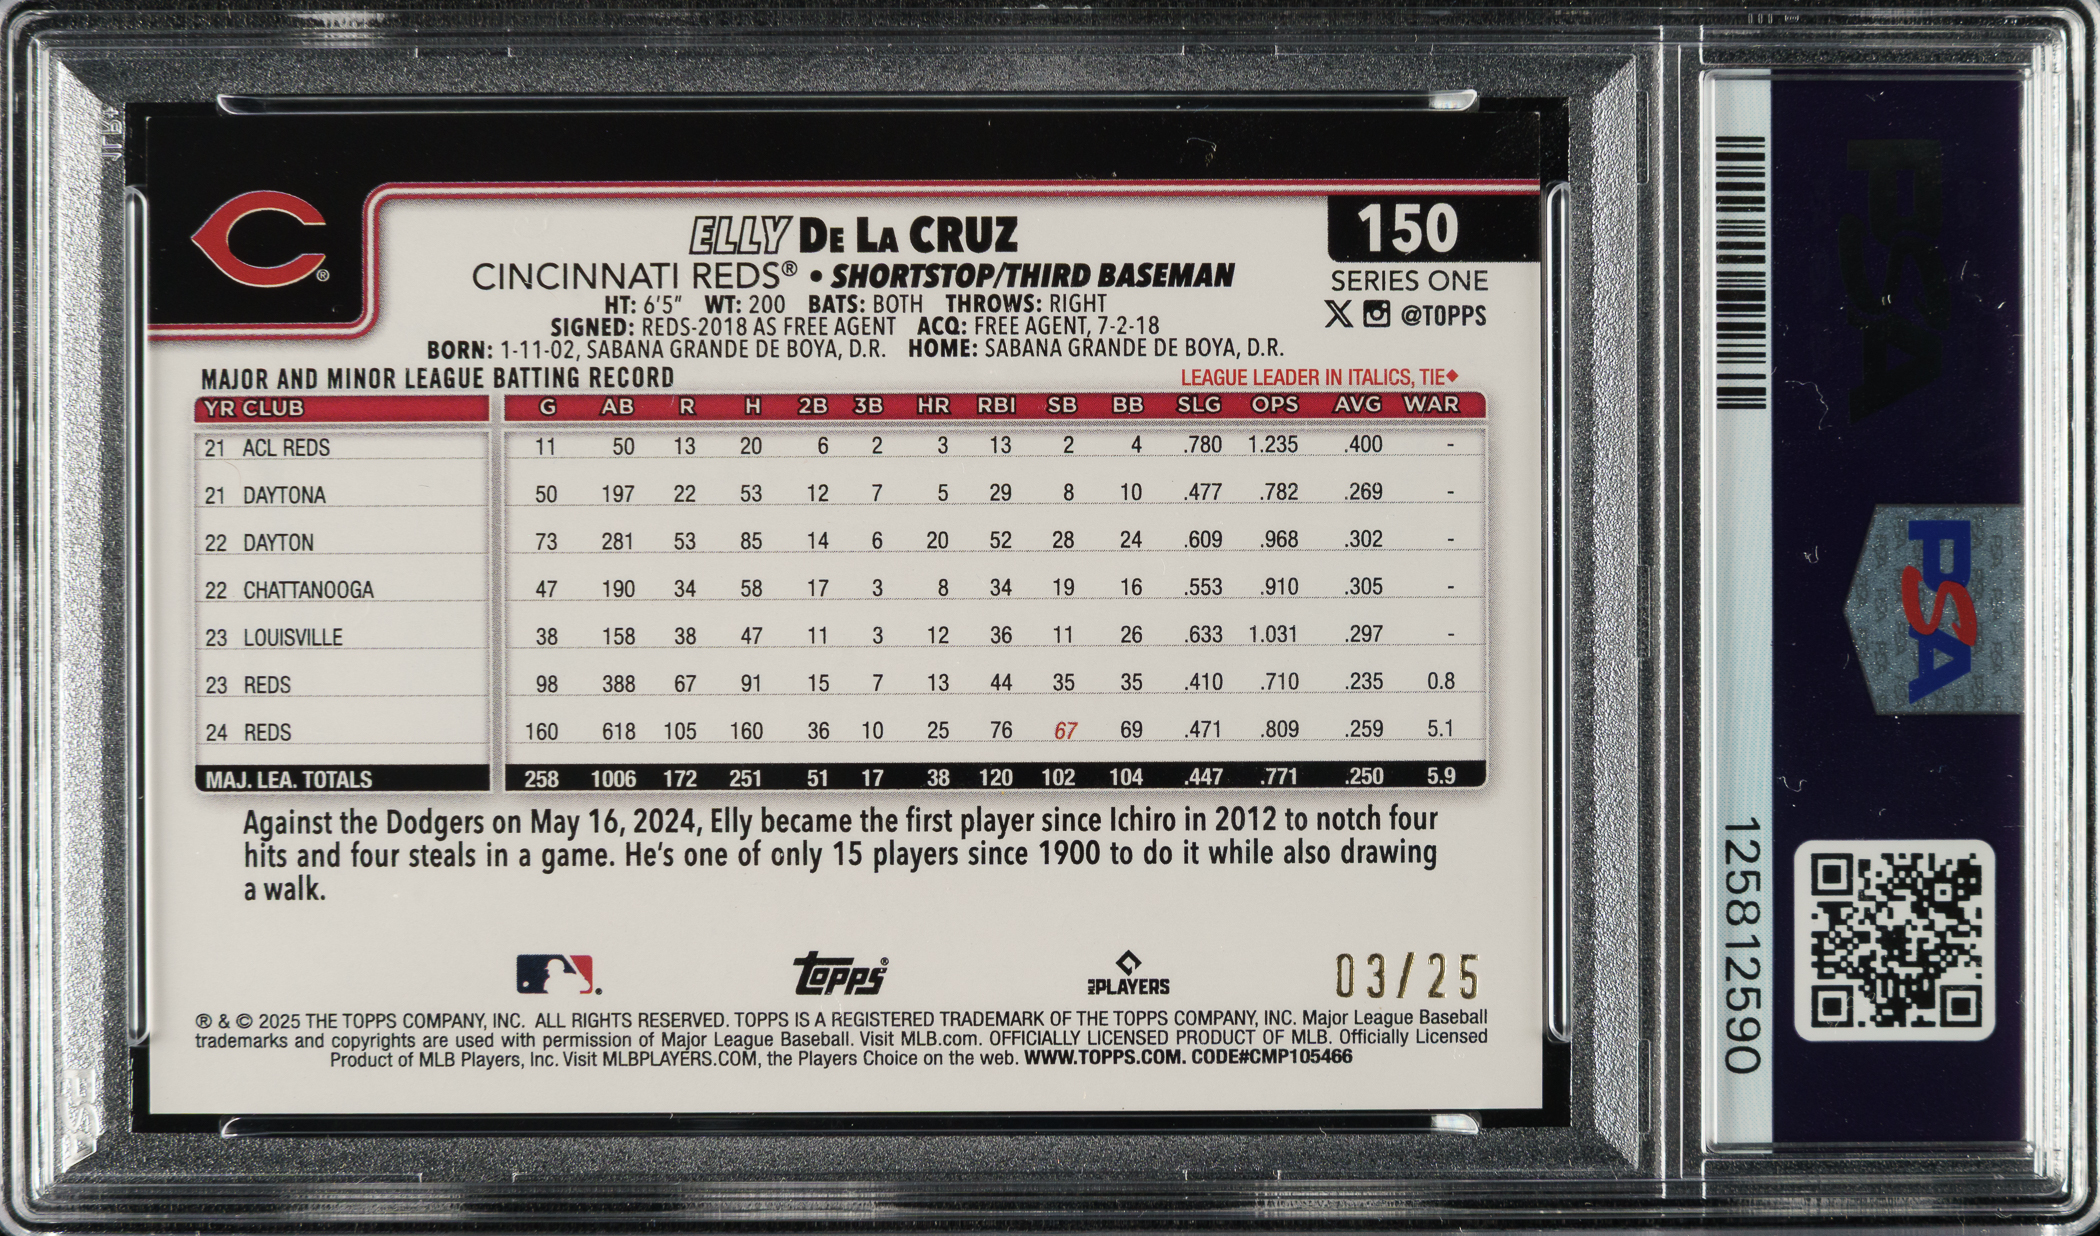 ELLY DE LA CRUZ
150
CINCINNATI REDS® • SHORTSTOP/THIRD BASEMAN
SERIES ONE
HT: 6'5" WT: 200 BATS: BOTH THROWS: RIGHT
@TOPPS
SIGNED: REDS-2018 AS FREE AGENT ACQ: FREE AGENT, 7-2-18
BORN: 1-11-02, SABANA GRANDE DE BOYA, D.R. HOME: SABANA GRANDE DE BOYA, D.R.
MAJOR AND MINOR LEAGUE BATTING RECORD LEAGUE LEADER IN ITALICS, TIE◆
YR CLUB G AB R H 2B 3B HR RBI SB BB SLG OPS AVG WAR
21 ACL REDS 11 50 13 20 6 2 3 13 2 4 .780 1.235 .400 -
21 DAYTONA 50 197 22 53 12 7 5 29 8 10 .477 .782 .269 -
22 DAYTON 73 281 53 85 14 6 20 52 28 24 .609 .968 .302 -
22 CHATTANOOGA 47 190 34 58 17 3 8 34 19 16 .553 .910 .305 -
23 LOUISVILLE 38 158 38 47 11 3 12 36 11 26 .633 1.031 .297 -
23 REDS 98 388 67 91 15 7 13 44 35 35 .410 .710 .235 0.8
24 REDS 160 618 105 160 36 10 25 76 67 69 .471 .809 .259 5.1
MAJ. LEA. TOTALS 258 1006 172 251 51 17 38 120 102 104 .447 .771 .250 5.9
Against the Dodgers on May 16, 2024, Elly became the first player since Ichiro in 2012 to notch four
hits and four steals in a game. He's one of only 15 players since 1900 to do it while also drawing
a walk.
topps®
MLB PLAYERS
03/25
® & © 2025 THE TOPPS COMPANY, INC. ALL RIGHTS RESERVED. TOPPS IS A REGISTERED TRADEMARK OF THE TOPPS COMPANY, INC. Major League Baseball
trademarks and copyrights are used with permission of Major League Baseball. Visit MLB.com. OFFICIALLY LICENSED PRODUCT OF MLB. Officially Licensed
Product of MLB Players, Inc. Visit MLBPLAYERS.COM, the Players Choice on the web. WWW.TOPPS.COM. CODE#CMP105466
PSA
PSA
125812590